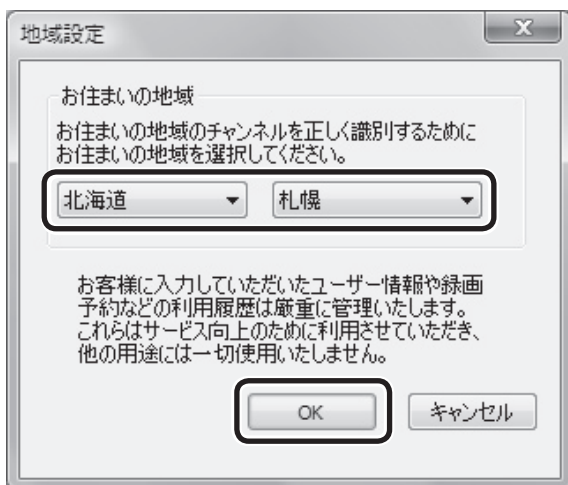 地域設定
お住まいの地域
お住まいの地域のチャンネルを正しく識別するために
お住まいの地域を選択してください。
北海道 札幌
お客様に入力していただいたユーザー情報や録画
予約などの利用履歴は厳重に管理いたします。
これらはサービス向上のために利用させていただき、
他の用途には一切使用いたしません。
OK キャンセル